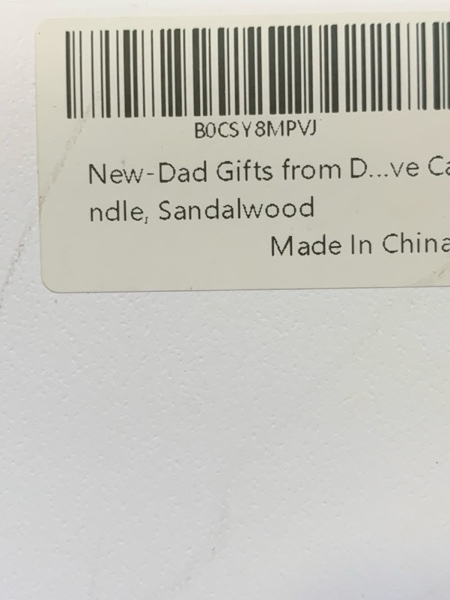 B0CSY8MPVJ
New-Dad Gifts from D...ve Ca
ndle, Sandalwood
Made In China